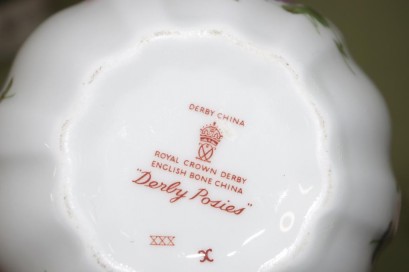 DERBY CHINA
ROYAL CROWN DERBY
ENGLISH BONE CHINA
"Derby Posies"
XXX